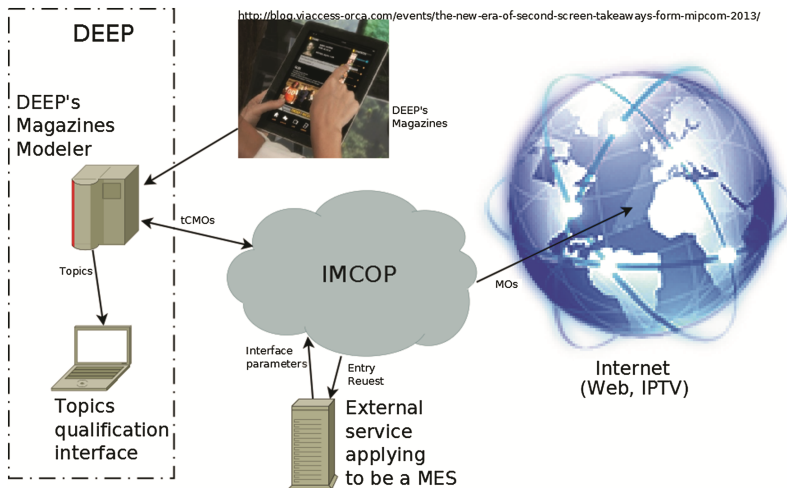 http://blog.viaccess-orca.com/events/the-new-era-of-second-screen-takeaways-form-mipcom-2013/
DEEP
DEEP's
Magazines
Modeler
DEEP's
Magazines
tCMOs
IMCOP
Topics
MOs
Interface
parameters
Entry
Reuest
Internet
(Web, IPTV)
Topics
qualification
interface
External
service
applying
to be a MES